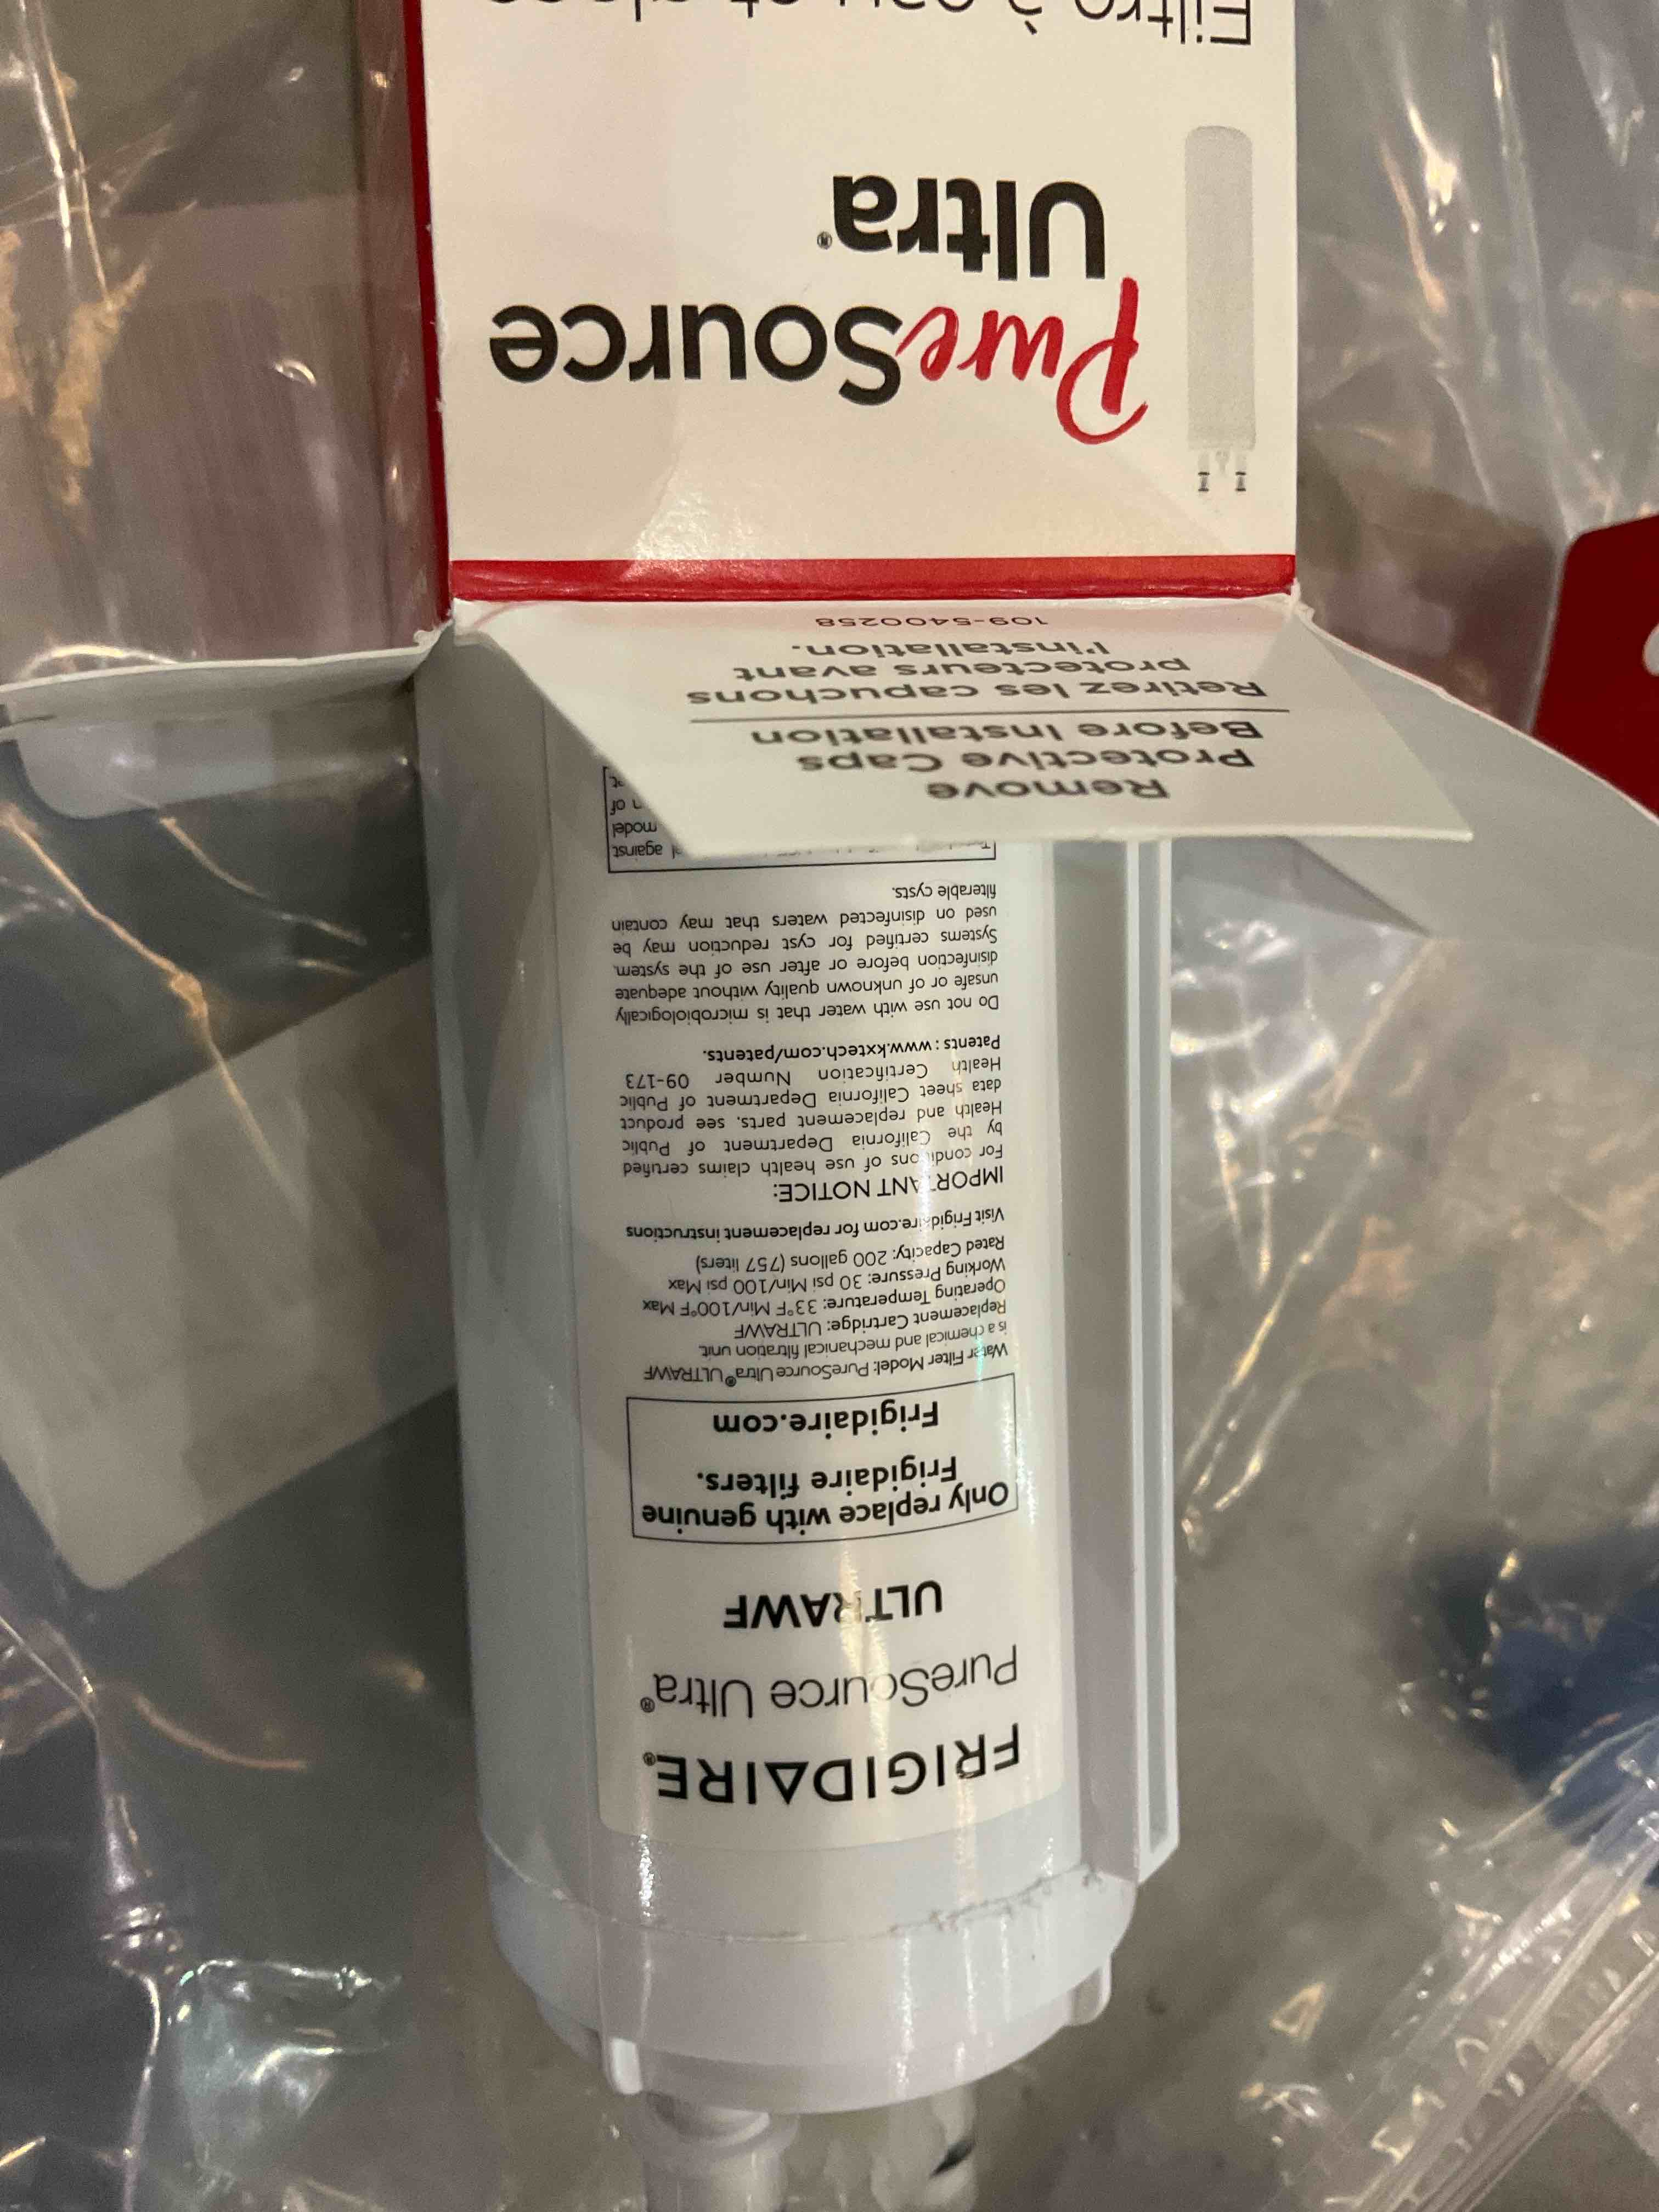 FRIGIDAIRE®
PureSource Ultra®
ULTRAWF
Only replace with genuine
Frigidaire filters.
Frigidaire.com
Water Filter Model: PureSource Ultra® ULTRAWF
is a chemical and mechanical filtration unit.
Replacement Cartridge: ULTRAWF
Operating Temperature: 33°F Min/100°F Max
Working Pressure: 30 psi Min/100 psi Max
Rated Capacity: 200 gallons (757 liters)
Visit Frigidaire.com for replacement instructions
IMPORTANT NOTICE:
For conditions of use health claims certified
by the California Department of Public
Health and replacement parts, see product
data sheet California Department of Public
Health Certification Number 09-173
Patents : www.kxtech.com/patents.
Do not use with water that is microbiologically
unsafe or of unknown quality without adequate
disinfection before or after use of the system.
Systems certified for cyst reduction may be
used on disinfected waters that may contain
filterable cysts.
against
model
of
Remove
Protective Caps
Before Installation
Retirez les capuchons
protecteurs avant
l'installation.
109-5400258
PureSource
Ultra®
Filtre à eau et glace